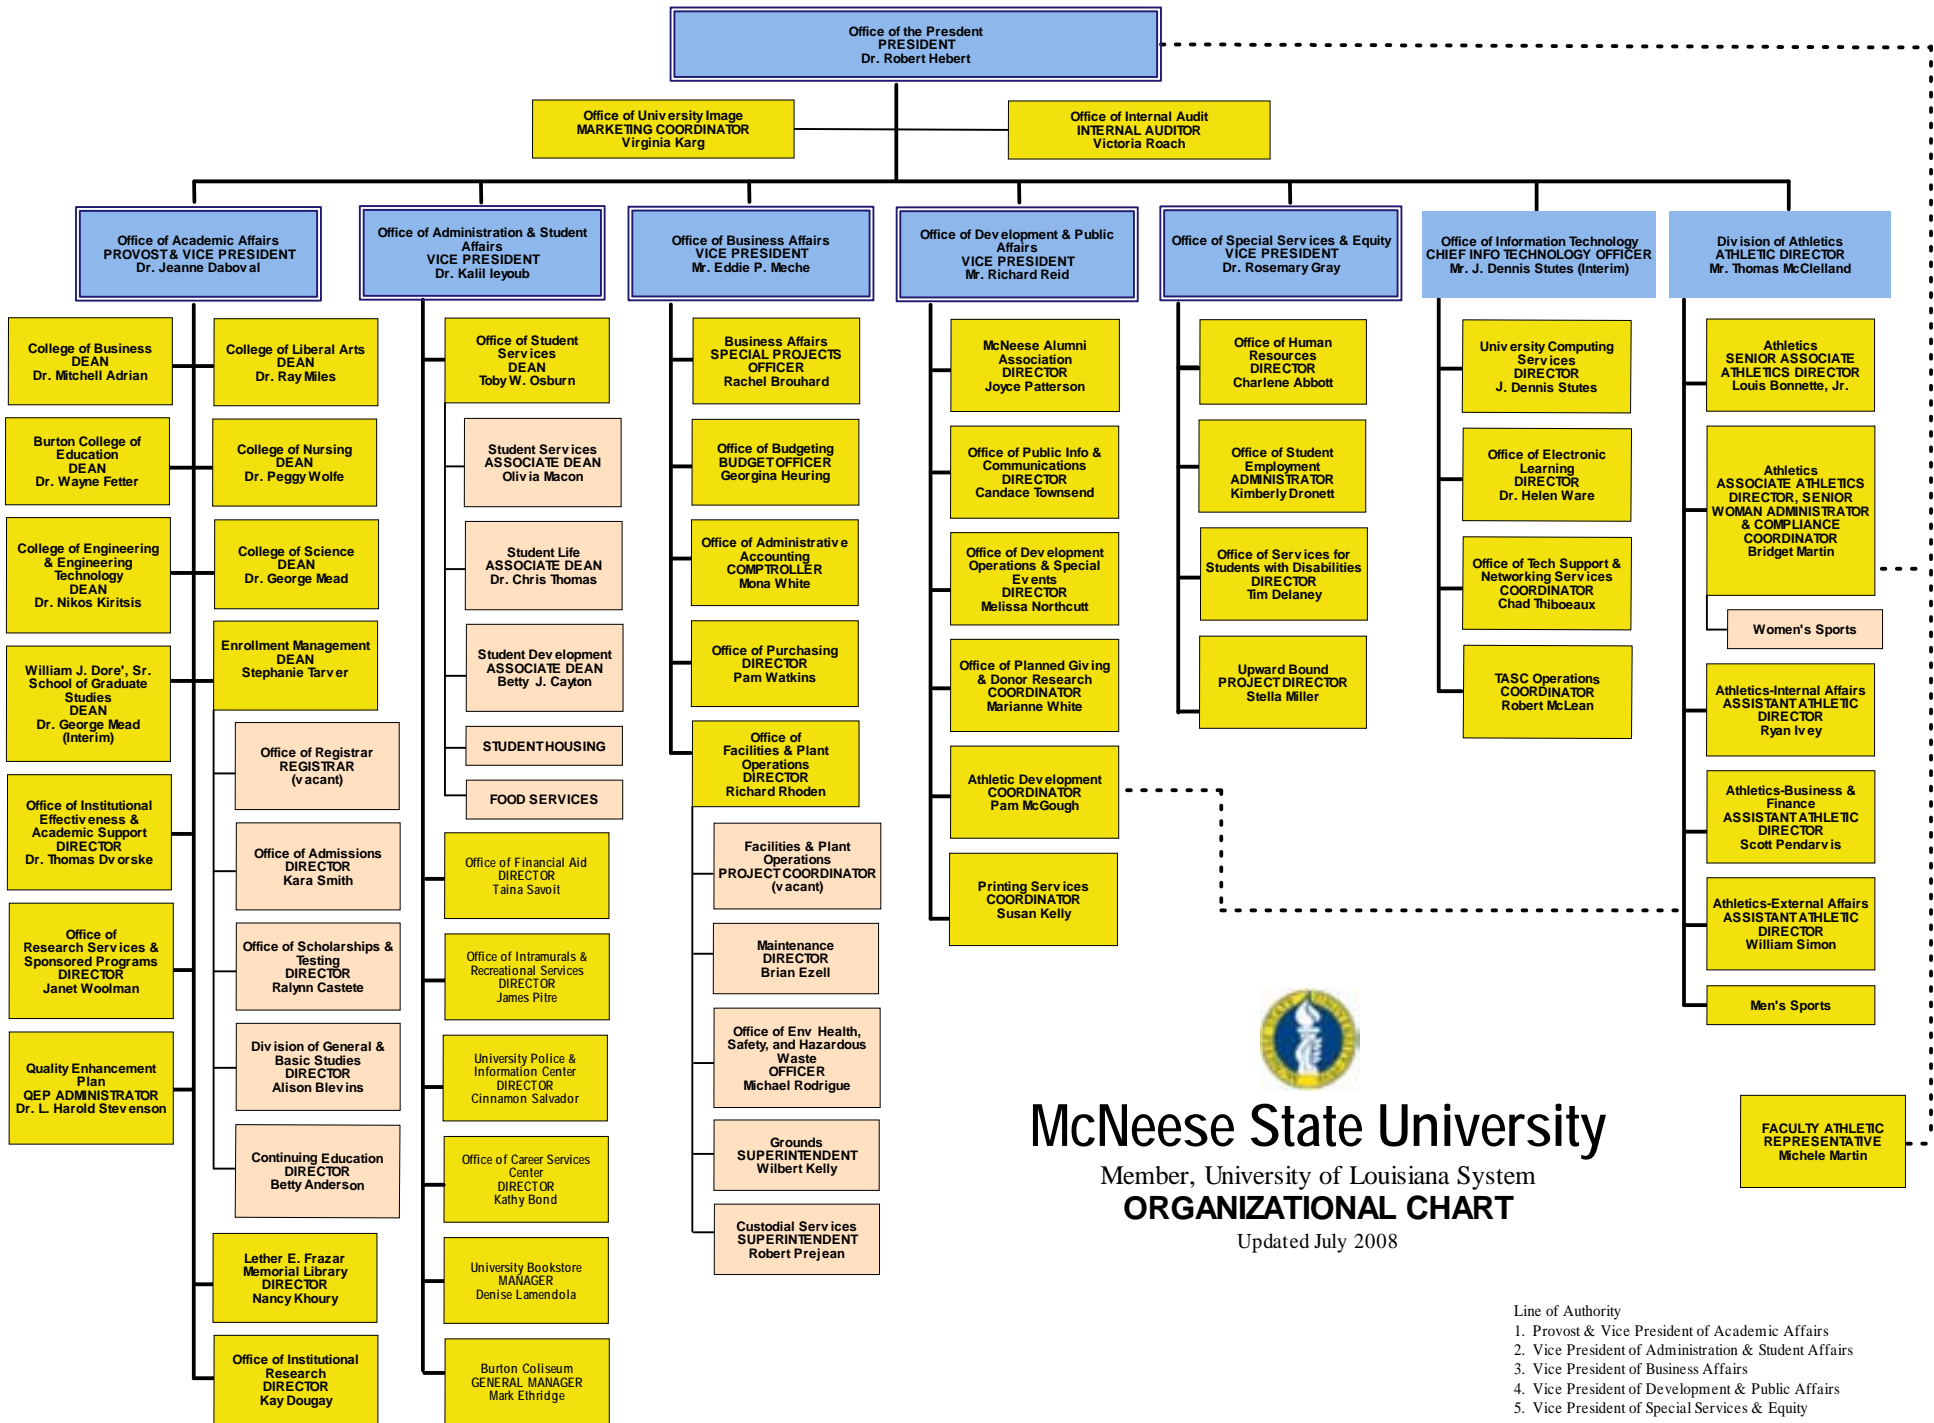 Office of the Presdent
PRESIDENT
Dr. Robert Hebert
Office of University Image
MARKETING COORDINATOR
Virginia Karg
Office of Internal Audit
INTERNAL AUDITOR
Victoria Roach
Office of Academic Affairs
PROVOST & VICE PRESIDENT
Dr. Jeanne Daboval
Office of Administration & Student
Affairs
VICE PRESIDENT
Dr. Kalil Ieyoub
Office of Business Affairs
VICE PRESIDENT
Mr. Eddie P. Meche
Office of Development & Public
Affairs
VICE PRESIDENT
Mr. Richard Reid
Office of Special Services & Equity
VICE PRESIDENT
Dr. Rosemary Gray
Office of Information Technology
CHIEF INFO TECHNOLOGY OFFICER
Mr. J. Dennis Stutes (Interim)
Division of Athletics
ATHLETIC DIRECTOR
Mr. Thomas McClelland
College of Business
DEAN
Dr. Mitchell Adrian
College of Liberal Arts
DEAN
Dr. Ray Miles
Burton College of
Education
DEAN
Dr. Wayne Fetter
College of Nursing
DEAN
Dr. Peggy Wolfe
College of Engineering
& Engineering
Technology
DEAN
Dr. Nikos Kiritsis
College of Science
DEAN
Dr. George Mead
William J. Dore', Sr.
School of Graduate
Studies
DEAN
Dr. George Mead
(Interim)
Enrollment Management
DEAN
Stephanie Tarver
Office of Registrar
REGISTRAR
(vacant)
Office of Admissions
DIRECTOR
Kara Smith
Office of Scholarships &
Testing
DIRECTOR
Ralynn Castete
Division of General &
Basic Studies
DIRECTOR
Alison Blevins
Continuing Education
DIRECTOR
Betty Anderson
Office of Institutional
Effectiveness &
Academic Support
DIRECTOR
Dr. Thomas Dvorske
Office of
Research Services &
Sponsored Programs
DIRECTOR
Janet Woolman
Quality Enhancement
Plan
QEP ADMINISTRATOR
Dr. L. Harold Stevenson
Lether E. Frazar
Memorial Library
DIRECTOR
Nancy Khoury
Office of Institutional
Research
DIRECTOR
Kay Dougay
Office of Student
Services
DEAN
Toby W. Osburn
Student Services
ASSOCIATE DEAN
Olivia Macon
Student Life
ASSOCIATE DEAN
Dr. Chris Thomas
Student Development
ASSOCIATE DEAN
Betty J. Cayton
STUDENT HOUSING
FOOD SERVICES
Office of Financial Aid
DIRECTOR
Taina Savoit
Office of Intramurals &
Recreational Services
DIRECTOR
James Pitre
University Police &
Information Center
DIRECTOR
Cinnamon Salvador
Office of Career Services
Center
DIRECTOR
Kathy Bond
University Bookstore
MANAGER
Denise Lamendola
Burton Coliseum
GENERAL MANAGER
Mark Ethridge
Business Affairs
SPECIAL PROJECTS
OFFICER
Rachel Brouhard
Office of Budgeting
BUDGET OFFICER
Georgina Heuring
Office of Administrative
Accounting
COMPTROLLER
Mona White
Office of Purchasing
DIRECTOR
Pam Watkins
Office of
Facilities & Plant
Operations
DIRECTOR
Richard Rhoden
Facilities & Plant
Operations
PROJECT COORDINATOR
(vacant)
Maintenance
DIRECTOR
Brian Ezell
Office of Env Health,
Safety, and Hazardous
Waste
OFFICER
Michael Rodrigue
Grounds
SUPERINTENDENT
Wilbert Kelly
Custodial Services
SUPERINTENDENT
Robert Prejean
McNeese Alumni
Association
DIRECTOR
Joyce Patterson
Office of Public Info &
Communications
DIRECTOR
Candace Townsend
Office of Development
Operations & Special
Events
DIRECTOR
Melissa Northcutt
Office of Planned Giving
& Donor Research
COORDINATOR
Marianne White
Athletic Development
COORDINATOR
Pam McGough
Printing Services
COORDINATOR
Susan Kelly
Office of Human
Resources
DIRECTOR
Charlene Abbott
Office of Student
Employment
ADMINISTRATOR
Kimberly Dronett
Office of Services for
Students with Disabilities
DIRECTOR
Tim Delaney
Upward Bound
PROJECT DIRECTOR
Stella Miller
University Computing
Services
DIRECTOR
J. Dennis Stutes
Office of Electronic
Learning
DIRECTOR
Dr. Helen Ware
Office of Tech Support &
Networking Services
COORDINATOR
Chad Thiboeaux
TASC Operations
COORDINATOR
Robert McLean
Athletics
SENIOR ASSOCIATE
ATHLETICS DIRECTOR
Louis Bonnette, Jr.
Athletics
ASSOCIATE ATHLETICS
DIRECTOR, SENIOR
WOMAN ADMINISTRATOR
& COMPLIANCE
COORDINATOR
Bridget Martin
Women's Sports
Athletics-Internal Affairs
ASSISTANT ATHLETIC
DIRECTOR
Ryan Ivey
Athletics-Business &
Finance
ASSISTANT ATHLETIC
DIRECTOR
Scott Pendarvis
Athletics-External Affairs
ASSISTANT ATHLETIC
DIRECTOR
William Simon
Men's Sports
FACULTY ATHLETIC
REPRESENTATIVE
Michele Martin
McNeese State University
Member, University of Louisiana System
ORGANIZATIONAL CHART
Updated July 2008
Line of Authority
1. Provost & Vice President of Academic Affairs
2. Vice President of Administration & Student Affairs
3. Vice President of Business Affairs
4. Vice President of Development & Public Affairs
5. Vice President of Special Services & Equity